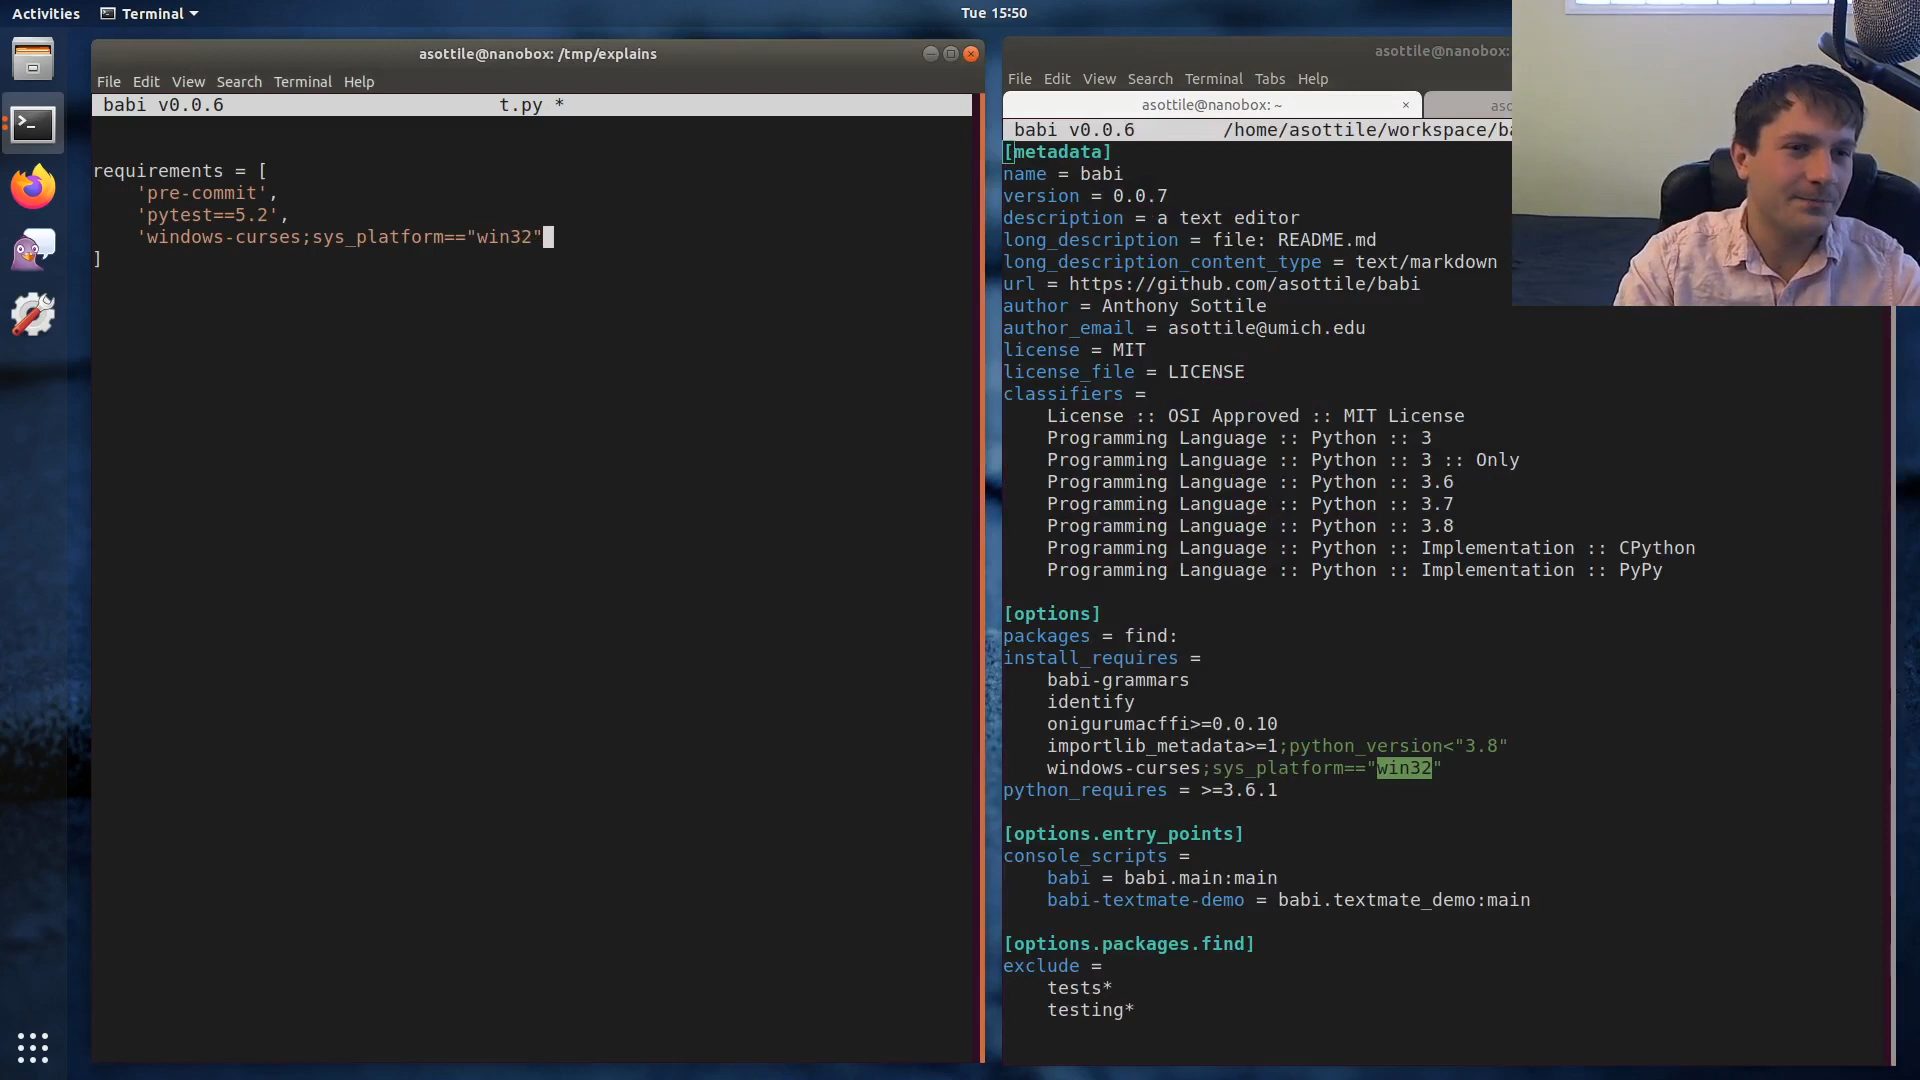 Activities
Terminal
Tue 15:50
asottile@nanobox: /tmp/explains
File Edit View Search Terminal Help
babi v0.0.6 t.py *
requirements = [
    'pre-commit',
    'pytest==5.2',
    'windows-curses;sys_platform=="win32"
]
asottile@nanobox:
File Edit View Search Terminal Tabs Help
asottile@nanobox: ~ ×
babi v0.0.6 /home/asottile/workspace/ba
[metadata]
name = babi
version = 0.0.7
description = a text editor
long_description = file: README.md
long_description_content_type = text/markdown
url = https://github.com/asottile/babi
author = Anthony Sottile
author_email = asottile@umich.edu
license = MIT
license_file = LICENSE
classifiers =
    License :: OSI Approved :: MIT License
    Programming Language :: Python :: 3
    Programming Language :: Python :: 3 :: Only
    Programming Language :: Python :: 3.6
    Programming Language :: Python :: 3.7
    Programming Language :: Python :: 3.8
    Programming Language :: Python :: Implementation :: CPython
    Programming Language :: Python :: Implementation :: PyPy
[options]
packages = find:
install_requires =
    babi-grammars
    identify
    onigurumacffi>=0.0.10
    importlib_metadata>=1;python_version<"3.8"
    windows-curses;sys_platform=="win32"
python_requires = >=3.6.1
[options.entry_points]
console_scripts =
    babi = babi.main:main
    babi-textmate-demo = babi.textmate_demo:main
[options.packages.find]
exclude =
    tests*
    testing*